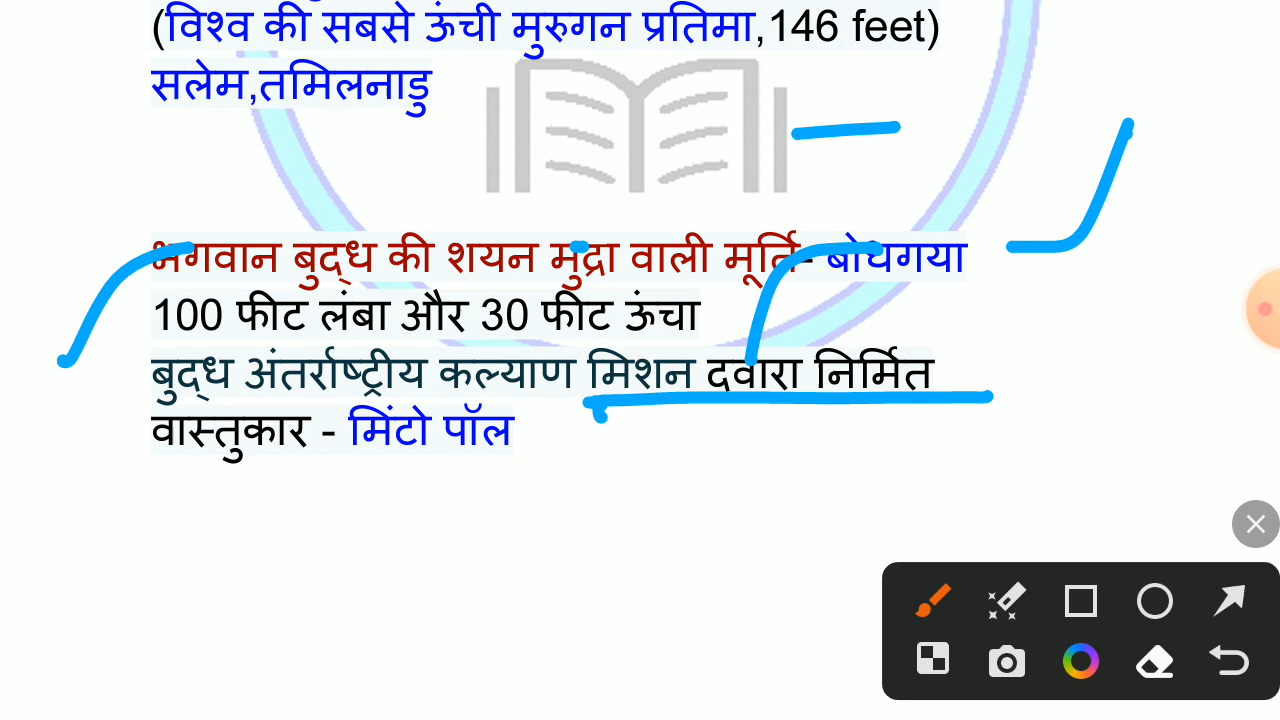 (विश्व की सबसे ऊंची मुरुगन प्रतिमा,146 feet)
सलेम,तमिलनाडु
भगवान बुद्ध की शयन मुद्रा वाली मूर्ति- बोधगया
100 फीट लंबा और 30 फीट ऊंचा
बुद्ध अंतर्राष्ट्रीय कल्याण मिशन दवारा निर्मित
वास्तुकार - मिंटो पॉल